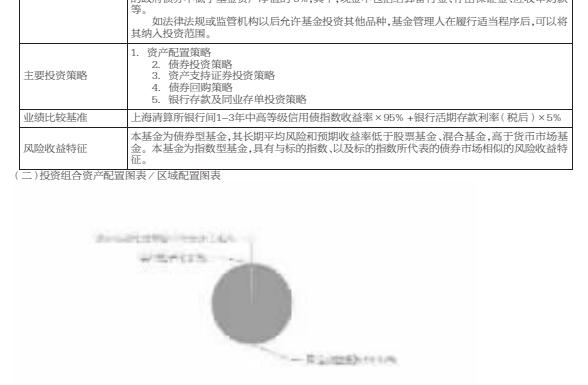 等。
如法律法规或监管机构以后允许基金投资其他品种，基金管理人在履行适当程序后，可以将
其纳入投资范围。
主要投资策略
1. 资产配置策略
2. 债券投资策略
3. 资产支持证券投资策略
4. 债券回购策略
5. 银行存款及同业存单投资策略
业绩比较基准
上海清算所银行间1-3年中高等级信用债指数收益率×95% +银行活期存款利率(税后)×5%
风险收益特征
本基金为债券型基金，其长期平均风险和预期收益率低于股票基金、混合基金，高于货币市场基
金。本基金为指数型基金，具有与标的指数、以及标的指数所代表的债券市场相似的风险收益特
征。
(二)投资组合资产配置图表/区域配置图表